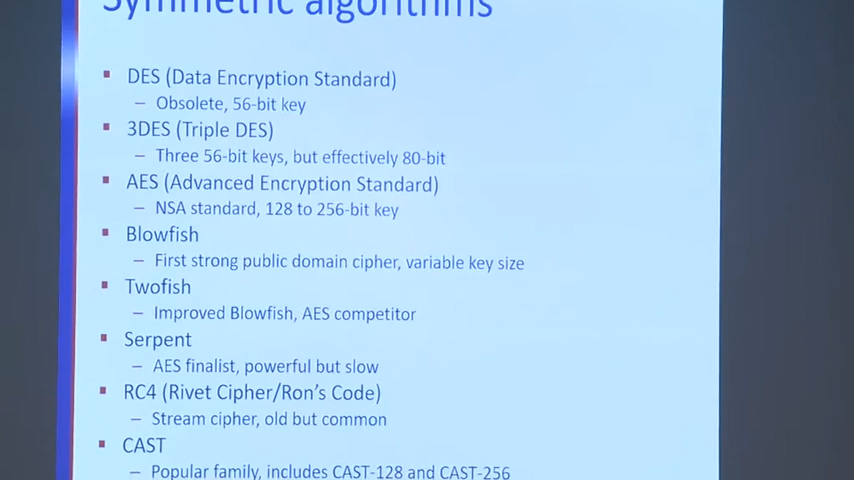 Symmetric algorithms
▪ DES (Data Encryption Standard)
– Obsolete, 56-bit key
▪ 3DES (Triple DES)
– Three 56-bit keys, but effectively 80-bit
▪ AES (Advanced Encryption Standard)
– NSA standard, 128 to 256-bit key
▪ Blowfish
– First strong public domain cipher, variable key size
▪ Twofish
– Improved Blowfish, AES competitor
▪ Serpent
– AES finalist, powerful but slow
▪ RC4 (Rivet Cipher/Ron's Code)
– Stream cipher, old but common
▪ CAST
– Popular family, includes CAST-128 and CAST-256